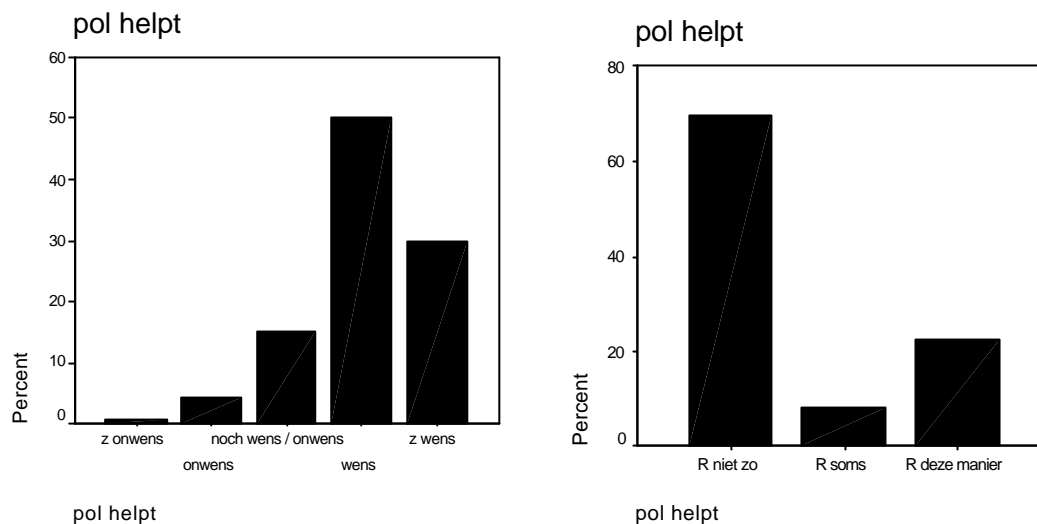 pol helpt
60
50
40
30
20
10
0
Percent
z onwens
noch wens / onwens
z wens
onwens
wens
pol helpt
pol helpt
80
60
40
20
0
Percent
R niet zo
R soms
R deze manier
pol helpt